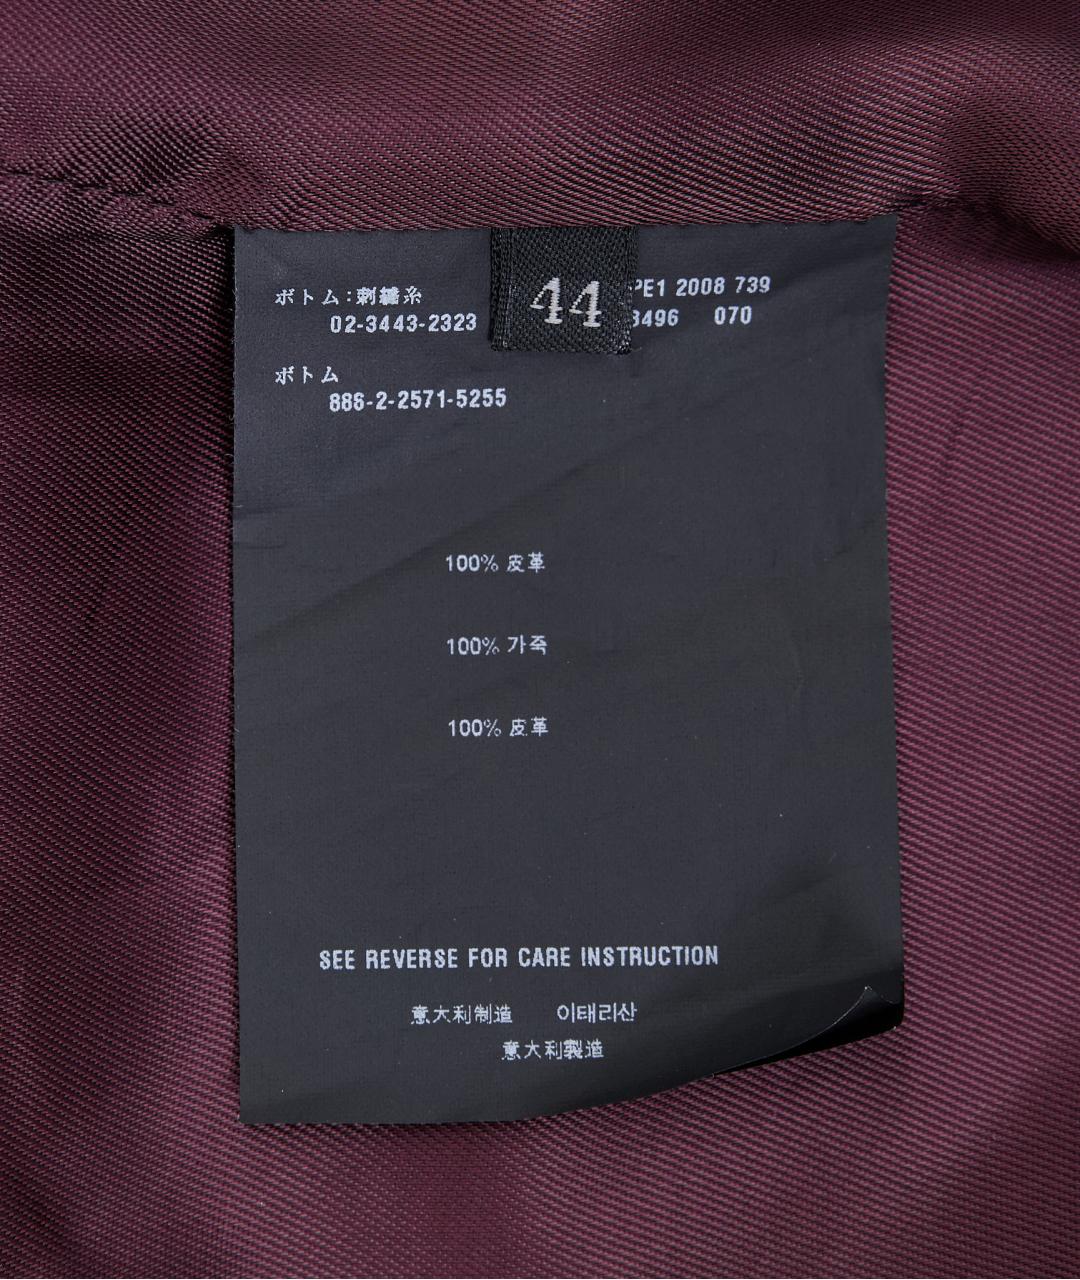 ボトム:刺繍糸
02-3443-2323
44
PE1 2008 739
3496 070
ボトム
886-2-2571-5255
100% 皮革
100% 가죽
100% 皮革
SEE REVERSE FOR CARE INSTRUCTION
意大利制造 이태리산
意大利製造